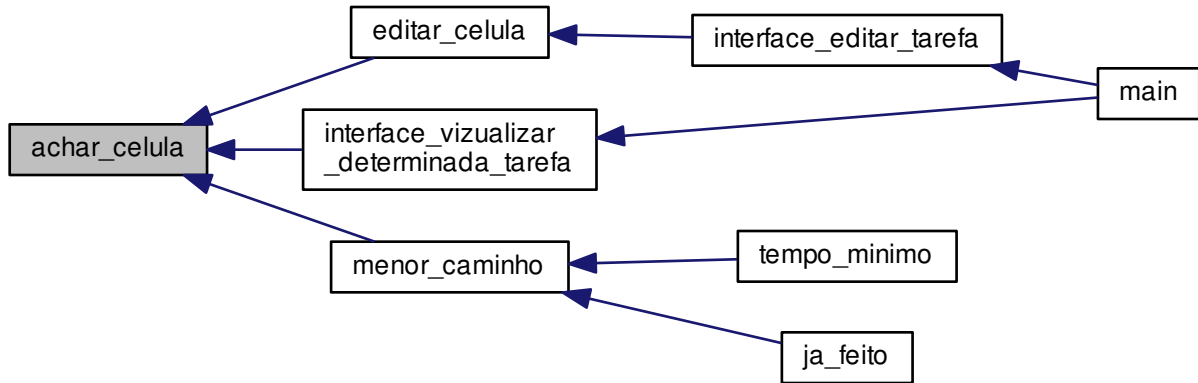 editar_celula
interface_editar_tarefa
main
achar_celula
interface_vizualizar
_determinada_tarefa
menor_caminho
tempo_minimo
ja_feito